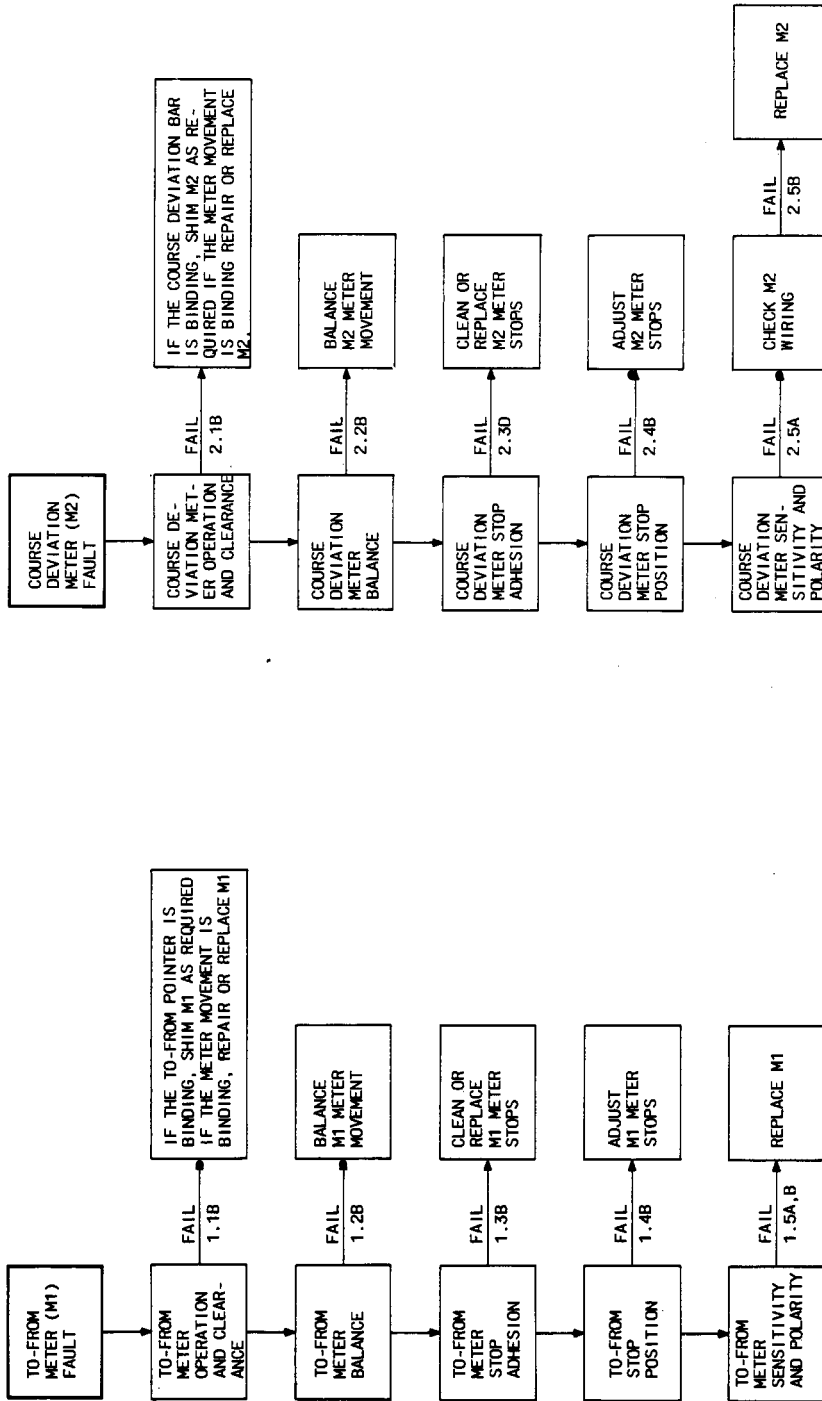 TO-FROM
METER (M1)
FAULT
TO-FROM
METER
OPERATION
AND CLEAR-
ANCE
FAIL
1.1B
IF THE TO-FROM POINTER IS
BINDING, SHIM M1 AS REQUIRED
IF THE METER MOVEMENT IS
BINDING, REPAIR OR REPLACE M1
TO-FROM
METER
BALANCE
FAIL
1.2B
BALANCE
M1 METER
MOVEMENT
TO-FROM
METER
STOP
ADHESION
FAIL
1.3B
CLEAN OR
REPLACE
M1 METER
STOPS
TO-FROM
STOP
POSITION
FAIL
1.4B
ADJUST
M1 METER
STOPS
TO-FROM
METER
SENSITIVITY
AND POLARITY
FAIL
1.5A,B
REPLACE M1
COURSE
DEVIATION
METER (M2)
FAULT
COURSE DE-
VIATION MET-
ER OPERATION
AND CLEARANCE
FAIL
2.1B
IF THE COURSE DEVIATION BAR
IS BINDING, SHIM M2 AS RE-
QUIRED IF THE METER MOVEMENT
IS BINDING REPAIR OR REPLACE
M2.
COURSE
DEVIATION
METER
BALANCE
FAIL
2.2B
BALANCE
M2 METER
MOVEMENT
COURSE
DEVIATION
METER STOP
ADHESION
FAIL
2.3D
CLEAN OR
REPLACE
M2 METER
STOPS
COURSE
DEVIATION
METER STOP
POSITION
FAIL
2.4B
ADJUST
M2 METER
STOPS
COURSE
DEVIATION
METER SEN-
SITIVITY AND
POLARITY
FAIL
2.5A
CHECK M2
WIRING
FAIL
2.5B
REPLACE M2